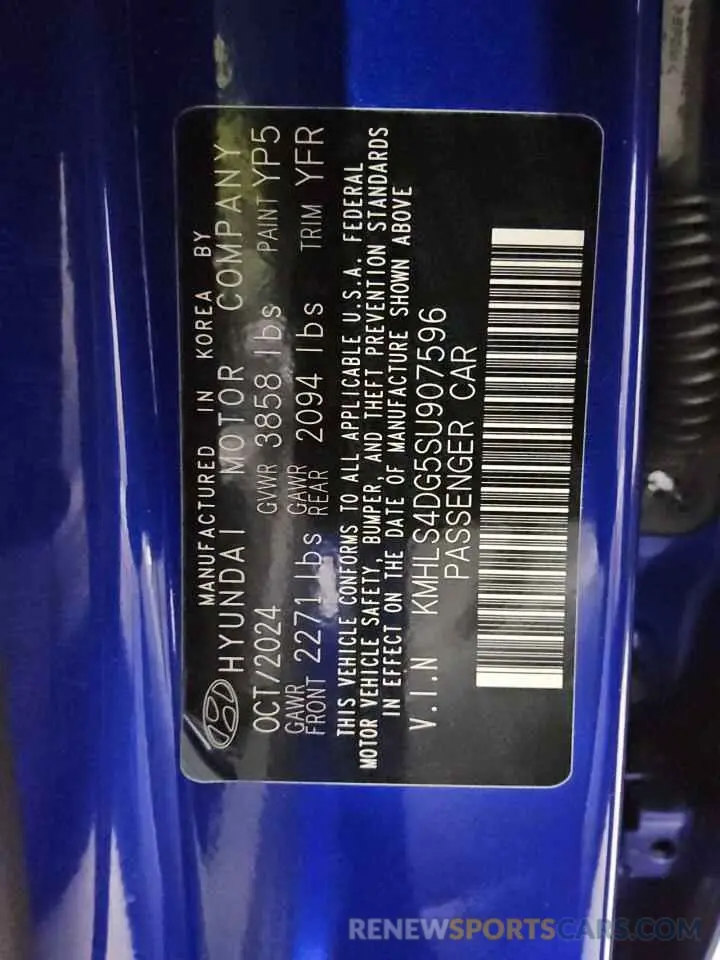 MANUFACTURED IN KOREA BY
HYUNDAI MOTOR COMPANY
OCT/2024 GVWR 3858 lbs PAINT YP5
GAWR FRONT 2271 lbs GAWR REAR 2094 lbs TRIM YFR
THIS VEHICLE CONFORMS TO ALL APPLICABLE U.S.A. FEDERAL
MOTOR VEHICLE SAFETY, BUMPER, AND THEFT PREVENTION STANDARDS
IN EFFECT ON THE DATE OF MANUFACTURE SHOWN ABOVE
V.I.N KMHLS4DG5SU907596
PASSENGER CAR
RENEWSPORTSCARS.COM